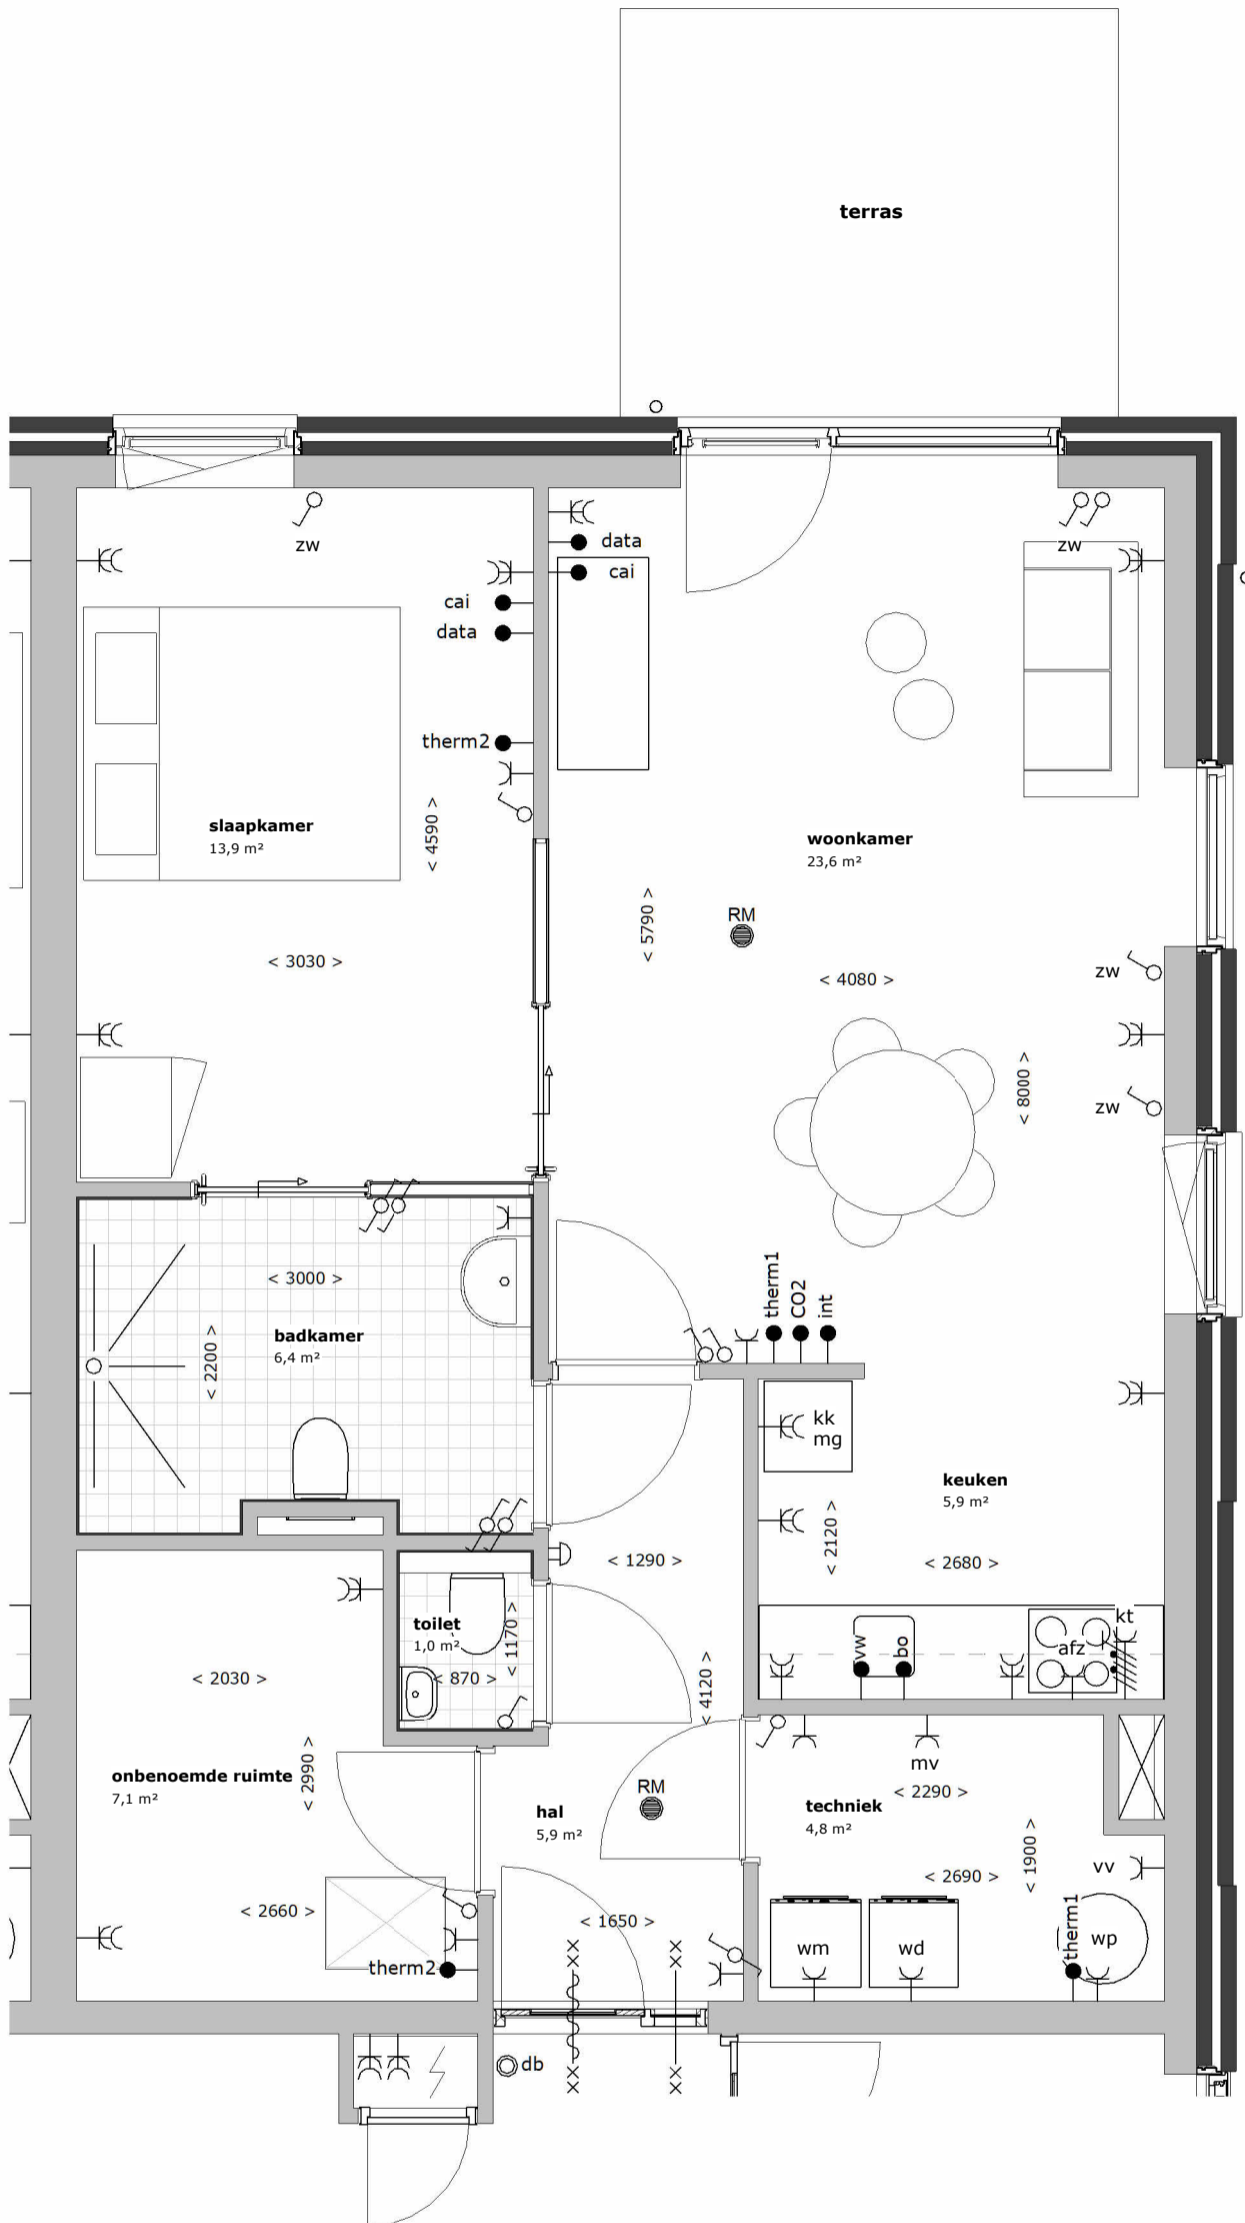 terras
zw
data
zw
cai
cai
data
therm2
slaapkamer
13,9 m²
< 4590 >
woonkamer
23,6 m²
< 5790 >
RM
< 3030 >
zw
< 4080 >
< 8000 >
zw
< 3000 >
therm1
CO2
int
badkamer
6,4 m²
< 2200 >
kk
mg
keuken
5,9 m²
< 2120 >
< 1290 >
< 2680 >
toilet
1,0 m²
< 1170 >
< 870 >
kt
vw
bo
afz
< 2030 >
< 4120 >
< 2990 >
onbenoemde ruimte
7,1 m²
mv
< 2290 >
RM
hal
5,9 m²
techniek
4,8 m²
< 1900 >
vv
< 2690 >
< 2660 >
< 1650 >
therm1
wm
wd
wp
therm2
db